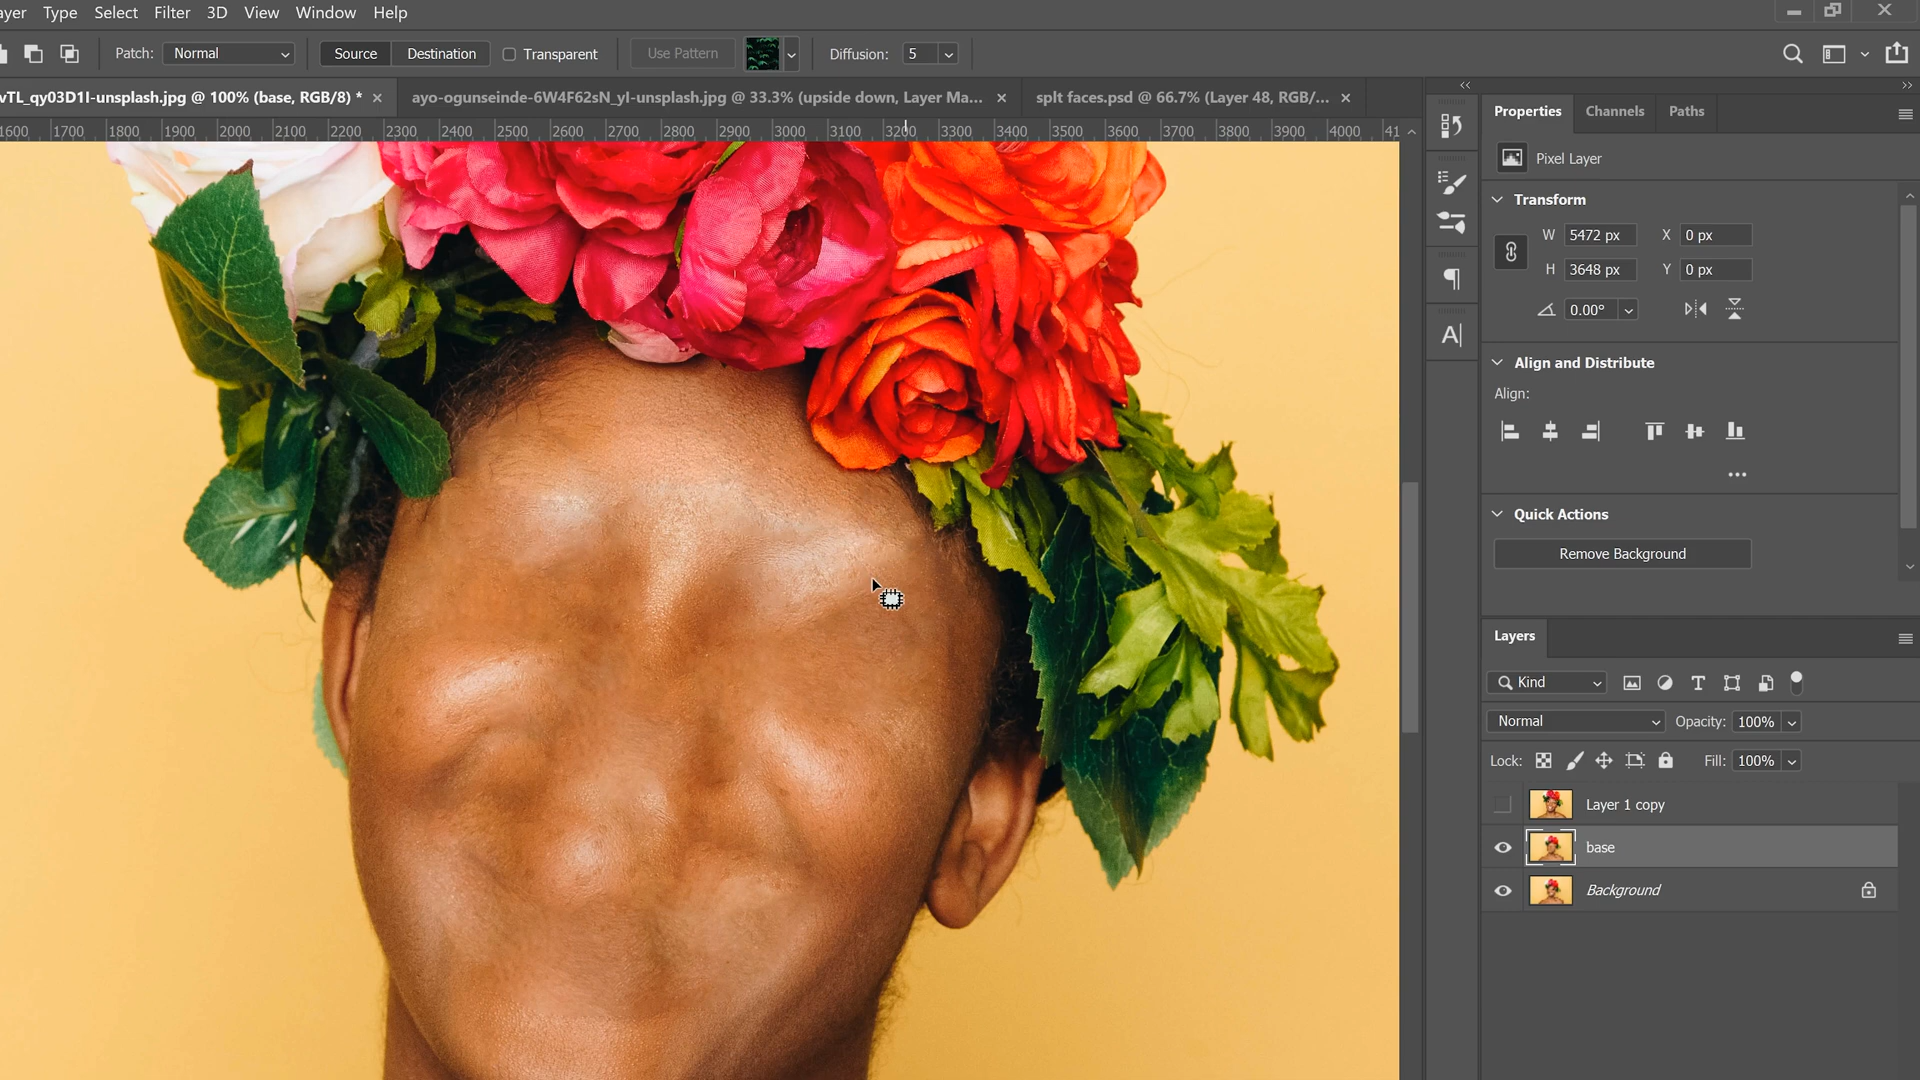 ayer Type Select Filter 3D View Window Help
Patch: Normal Source Destination Transparent Use Pattern Diffusion: 5
vTL_qy03D1I-unsplash.jpg @ 100% (base, RGB/8) * ayo-ogunseinde-6W4F62sN_yI-unsplash.jpg @ 33.3% (upside down, Layer Ma... splt faces.psd @ 66.7% (Layer 48, RGB/...
1600 1700 1800 1900 2000 2100 2200 2300 2400 2500 2600 2700 2800 2900 3000 3100 3200 3300 3400 3500 3600 3700 3800 3900 4000 41
Properties Channels Paths
Pixel Layer
Transform
W 5472 px X 0 px
H 3648 px Y 0 px
0.00°
Align and Distribute
Align:
Quick Actions
Remove Background
Layers
Kind
Normal Opacity: 100%
Lock: Fill: 100%
Layer 1 copy
base
Background